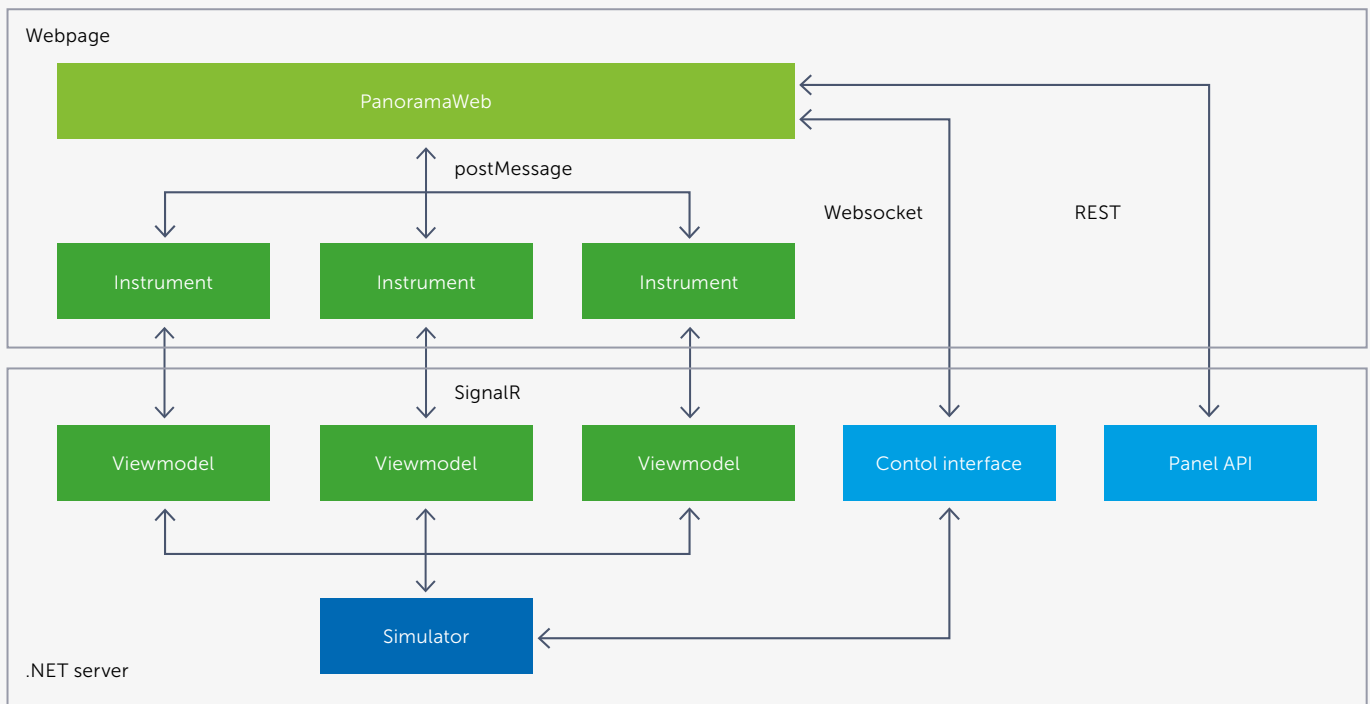 Webpage
PanoramaWeb
postMessage
Websocket
REST
Instrument
Instrument
Instrument
SignalR
Viewmodel
Viewmodel
Viewmodel
Contol interface
Panel API
Simulator
.NET server